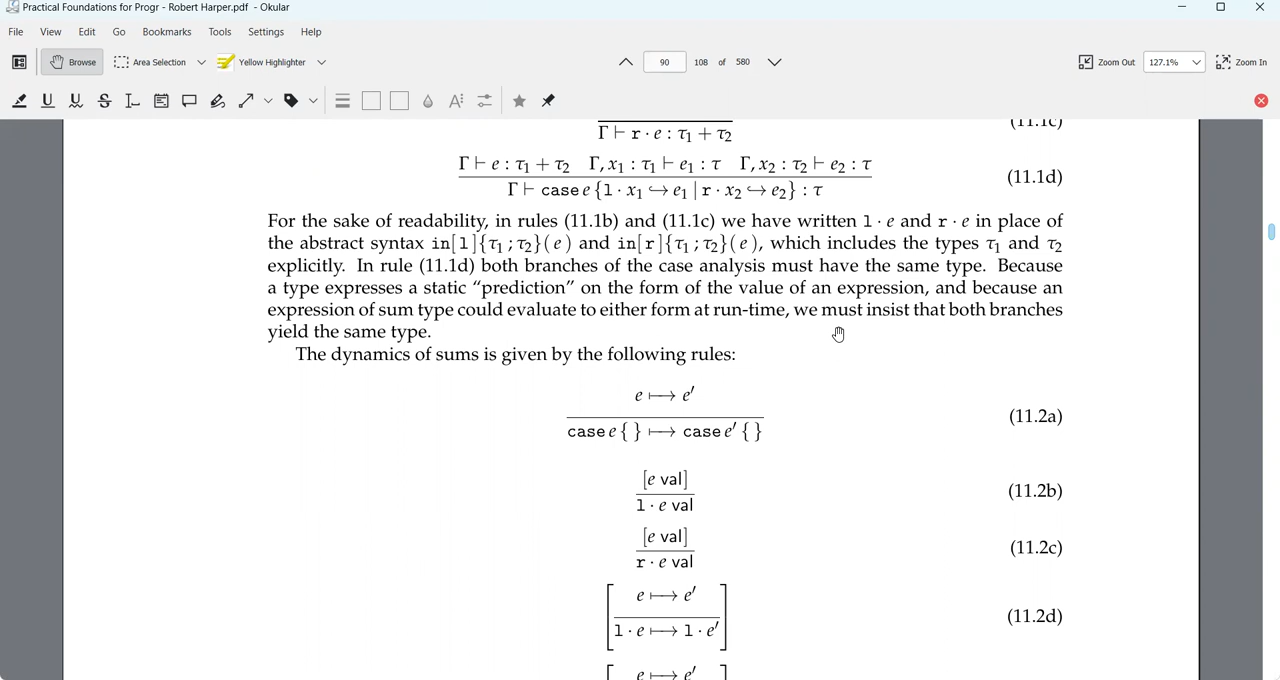 Practical Foundations for Progr - Robert Harper.pdf - Okular
File View Edit Go Bookmarks Tools Settings Help
Browse Area Selection Yellow Highlighter 90 108 of 580 Zoom Out 127.1% Zoom In
Γ ⊢ r · e : τ₁ + τ₂ (11.1c)
Γ ⊢ e : τ₁ + τ₂ Γ, x₁ : τ₁ ⊢ e₁ : τ Γ, x₂ : τ₂ ⊢ e₂ : τ
Γ ⊢ case e {l · x₁ ↪ e₁ | r · x₂ ↪ e₂} : τ (11.1d)
For the sake of readability, in rules (11.1b) and (11.1c) we have written l · e and r · e in place of
the abstract syntax in[l]{τ₁;τ₂}(e) and in[r]{τ₁;τ₂}(e), which includes the types τ₁ and τ₂
explicitly. In rule (11.1d) both branches of the case analysis must have the same type. Because
a type expresses a static “prediction” on the form of the value of an expression, and because an
expression of sum type could evaluate to either form at run-time, we must insist that both branches
yield the same type.
The dynamics of sums is given by the following rules:
e ⟼ e′
case e { } ⟼ case e′ { } (11.2a)
[e val]
l · e val (11.2b)
[e val]
r · e val (11.2c)
e ⟼ e′
l · e ⟼ l · e′ (11.2d)
e ⟼ e′